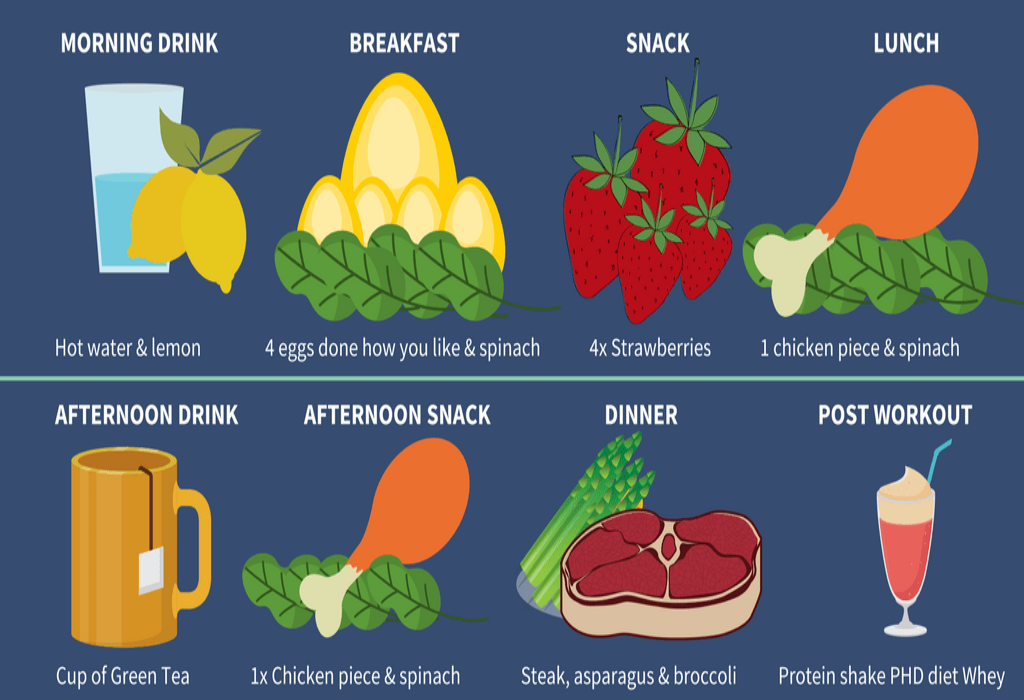 MORNING DRINK
BREAKFAST
SNACK
LUNCH
Hot water & lemon
4 eggs done how you like & spinach
4x Strawberries
1 chicken piece & spinach
AFTERNOON DRINK
AFTERNOON SNACK
DINNER
POST WORKOUT
Cup of Green Tea
1x Chicken piece & spinach
Steak, asparagus & broccoli
Protein shake PHD diet Whey